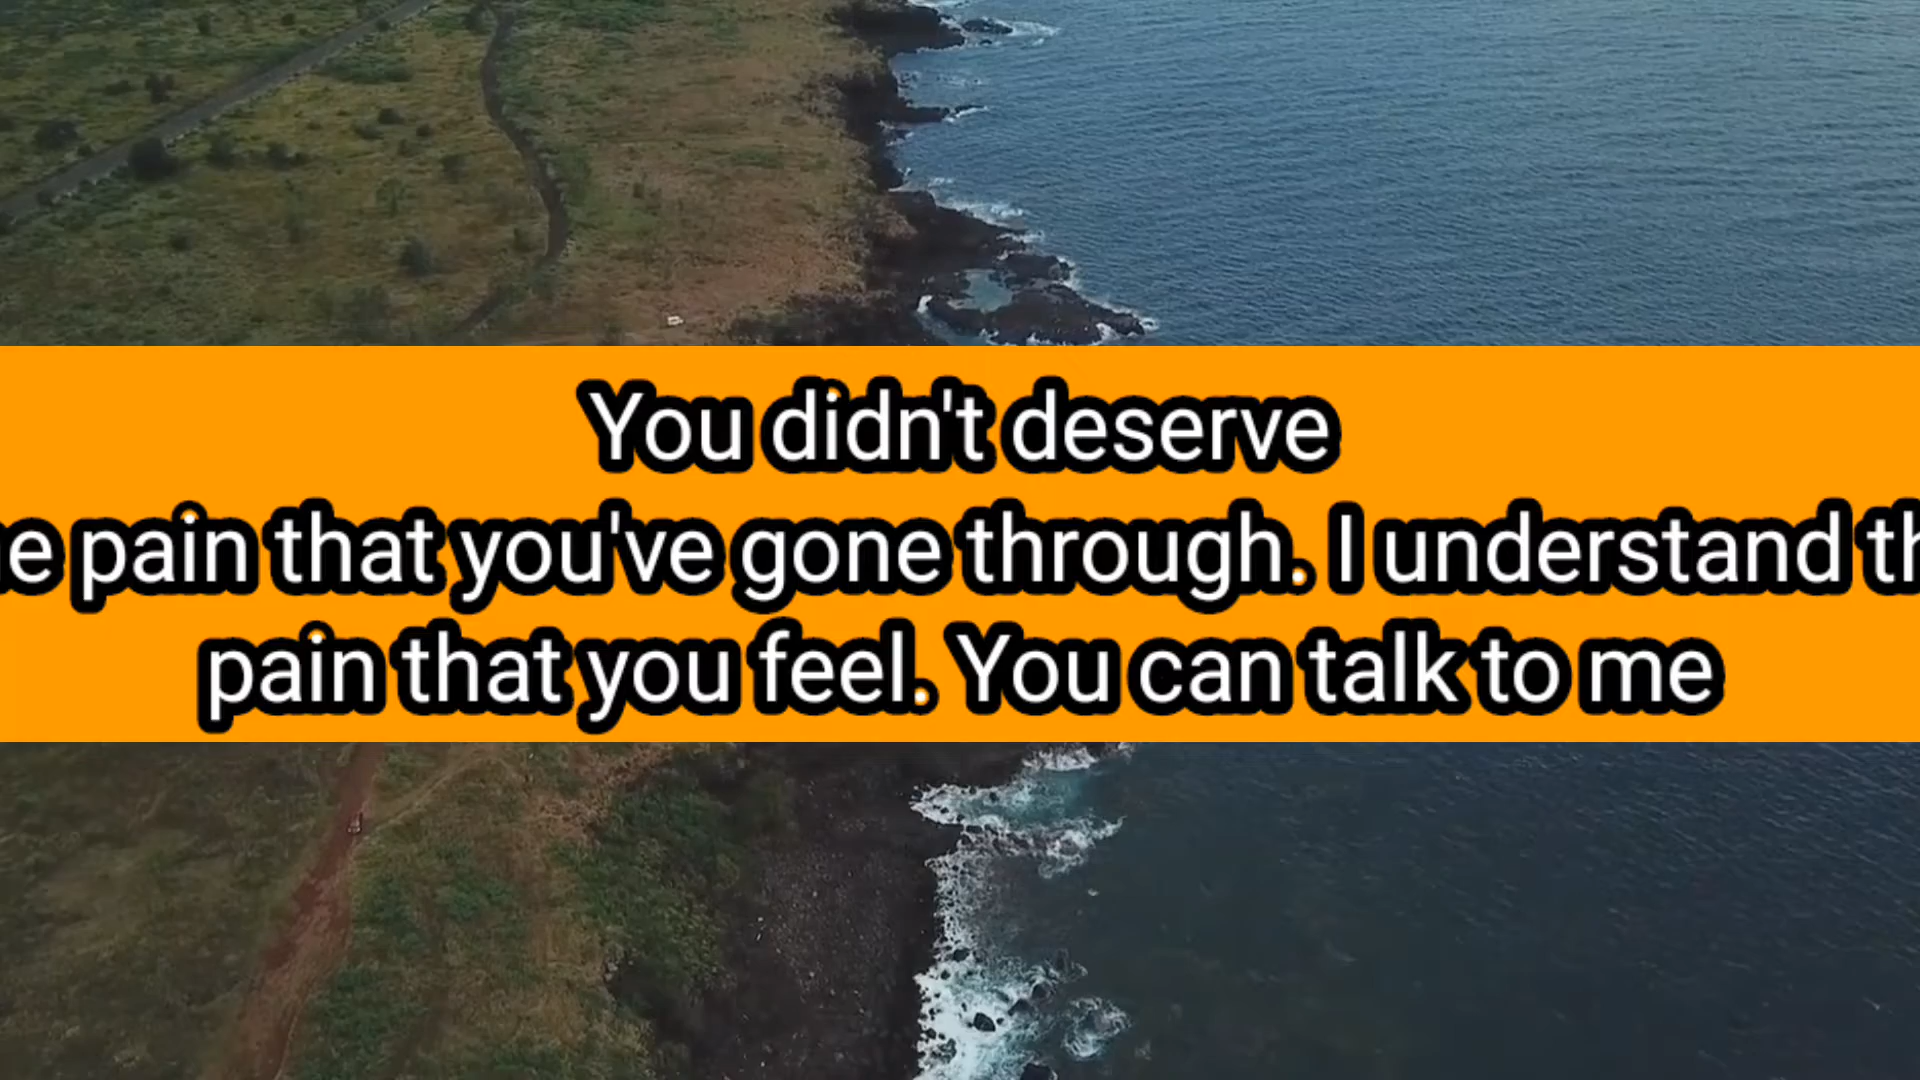 You didn't deserve
e pain that you've gone through. I understand th
pain that you feel. You can talk to me